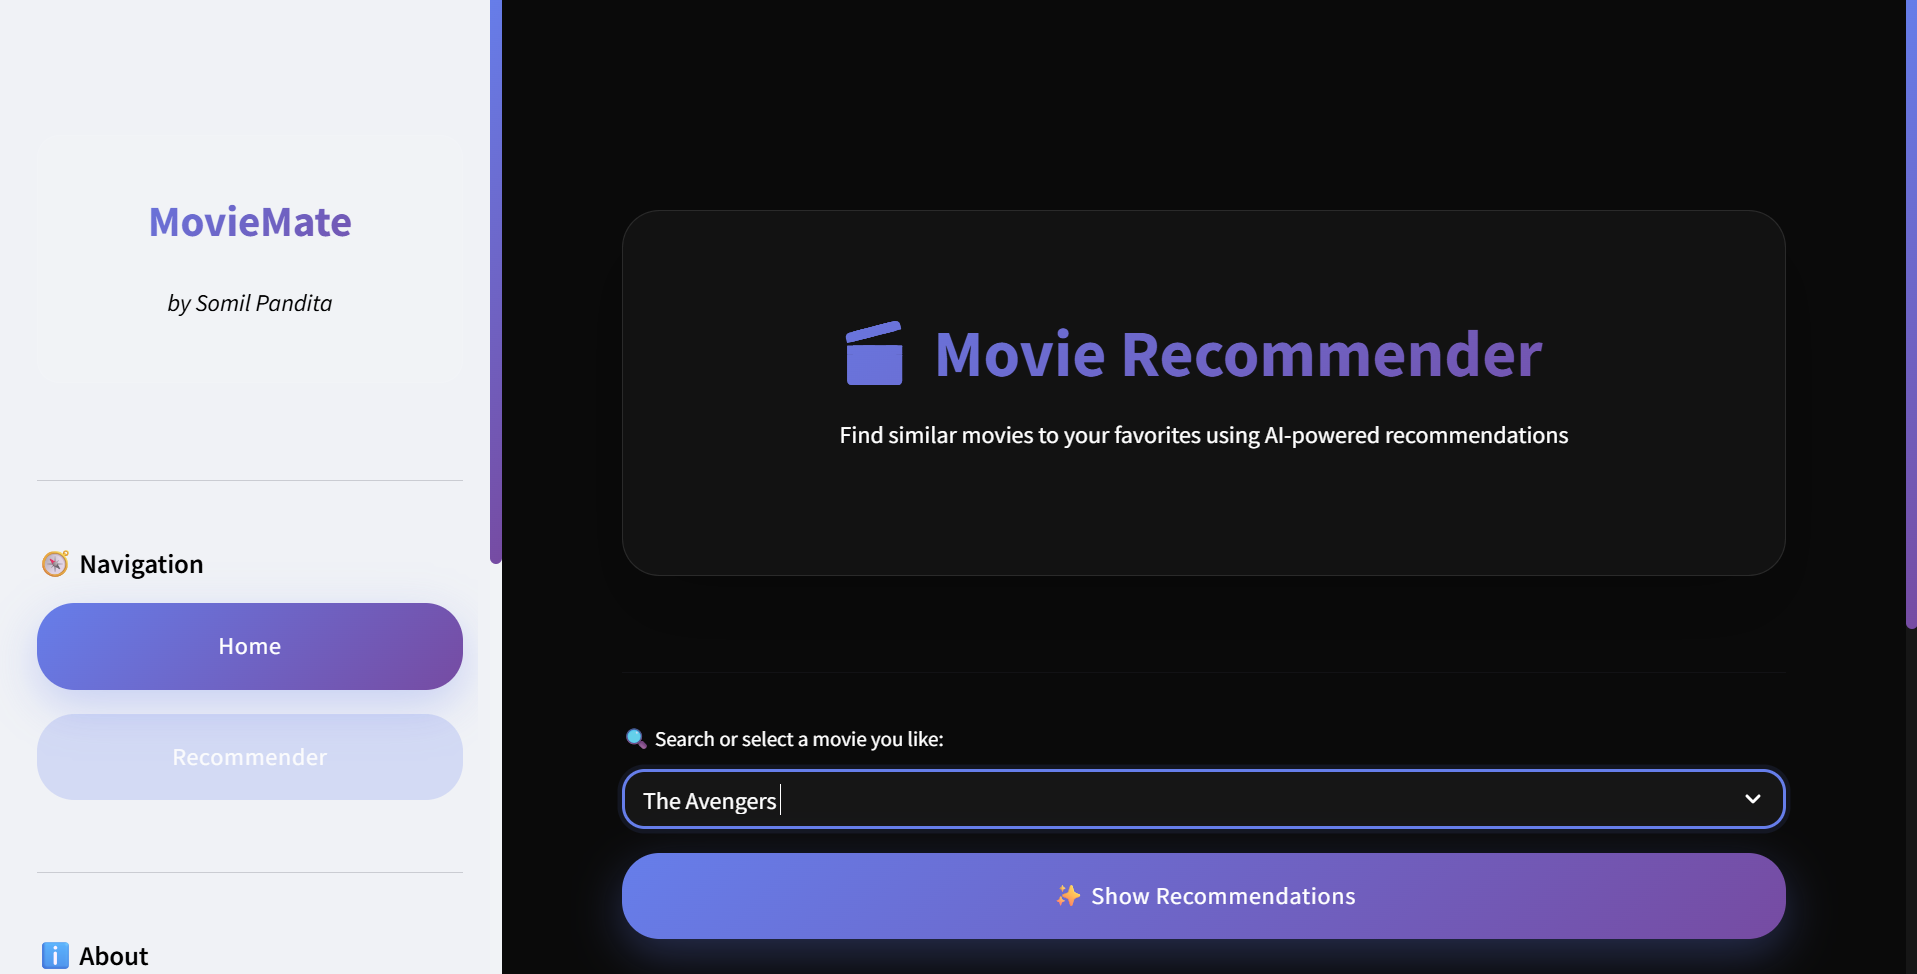 MovieMate
by Somil Pandita
🧭 Navigation
Home
Recommender
ℹ️ About
🎬 Movie Recommender
Find similar movies to your favorites using AI-powered recommendations
🔍 Search or select a movie you like:
The Avengers
✨ Show Recommendations